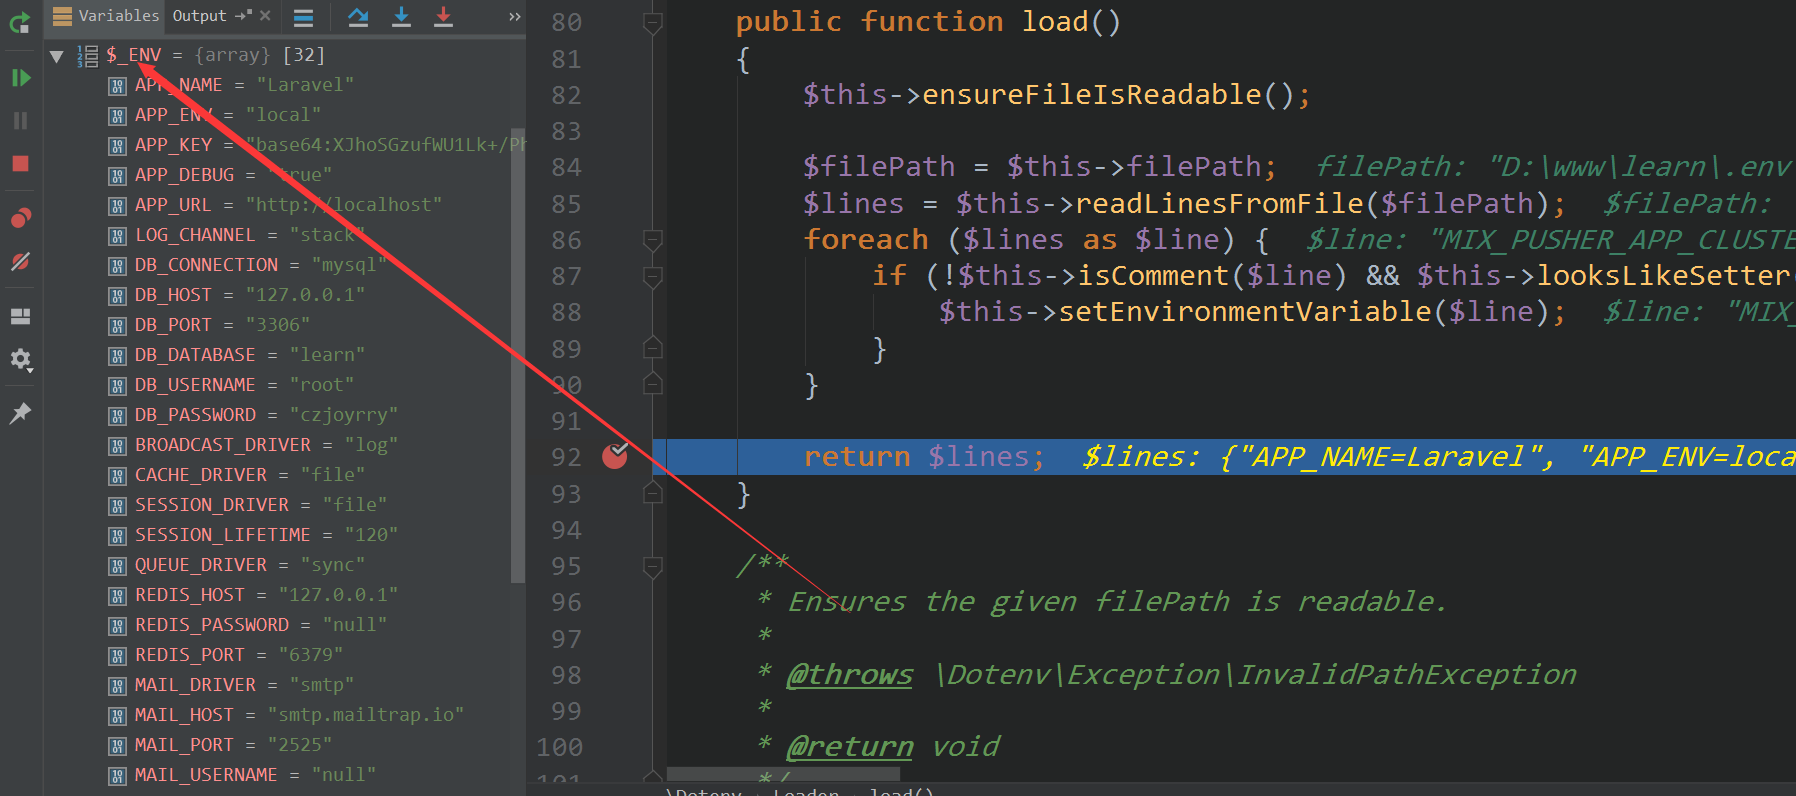 Variables Output
$_ENV = {array} [32]
APP_NAME = "Laravel"
APP_ENV = "local"
APP_KEY = "base64:XJhoSGzufWU1Lk+/Ph
APP_DEBUG = "true"
APP_URL = "http://localhost"
LOG_CHANNEL = "stack"
DB_CONNECTION = "mysql"
DB_HOST = "127.0.0.1"
DB_PORT = "3306"
DB_DATABASE = "learn"
DB_USERNAME = "root"
DB_PASSWORD = "czjoyrry"
BROADCAST_DRIVER = "log"
CACHE_DRIVER = "file"
SESSION_DRIVER = "file"
SESSION_LIFETIME = "120"
QUEUE_DRIVER = "sync"
REDIS_HOST = "127.0.0.1"
REDIS_PASSWORD = "null"
REDIS_PORT = "6379"
MAIL_DRIVER = "smtp"
MAIL_HOST = "smtp.mailtrap.io"
MAIL_PORT = "2525"
MAIL_USERNAME = "null"
80 public function load()
81 {
82 $this->ensureFileIsReadable();
83
84 $filePath = $this->filePath; filePath: "D:\www\learn\.env
85 $lines = $this->readLinesFromFile($filePath); $filePath:
86 foreach ($lines as $line) { $line: "MIX_PUSHER_APP_CLUSTE
87 if (!$this->isComment($line) && $this->looksLikeSetter(
88 $this->setEnvironmentVariable($line); $line: "MIX_
89 }
90 }
91
92 return $lines; $lines: {"APP_NAME=Laravel", "APP_ENV=loca
93 }
94
95 /**
96 * Ensures the given filePath is readable.
97 *
98 * @throws \Dotenv\Exception\InvalidPathException
99 *
100 * @return void
101 */
\Dotenv › Loader › load()